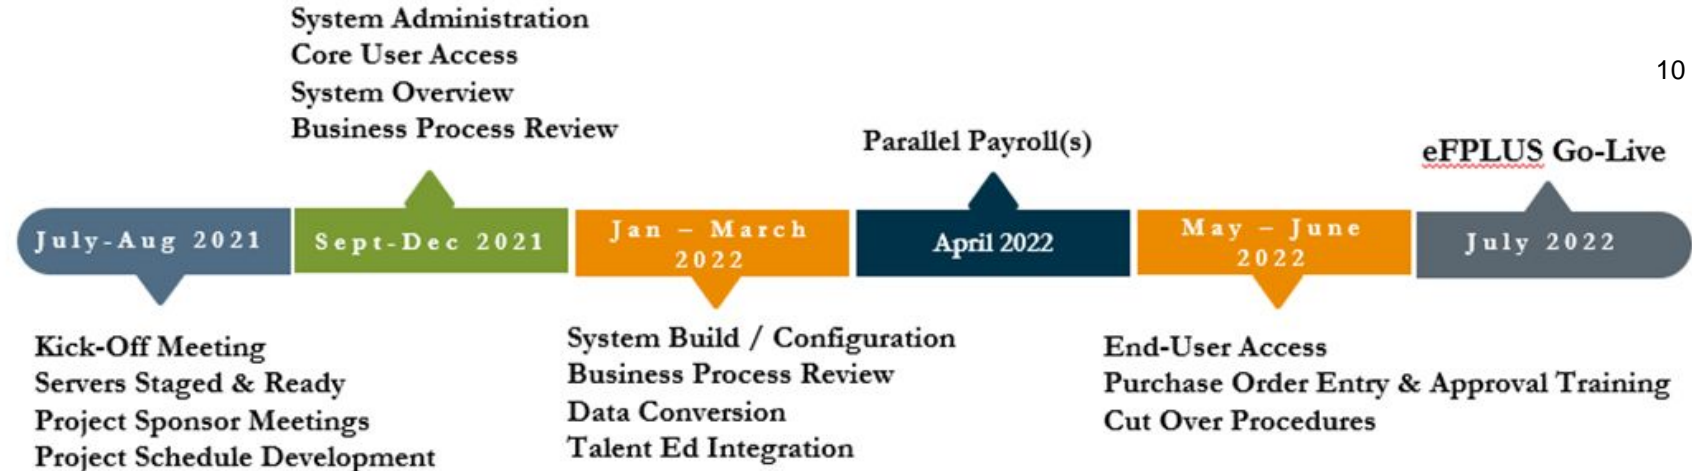 System Administration
Core User Access
System Overview
Business Process Review
10
Parallel Payroll(s)
eFPLUS Go-Live
July-Aug 2021
Sept-Dec 2021
Jan – March
2022
April 2022
May – June
2022
July 2022
Kick-Off Meeting
Servers Staged & Ready
Project Sponsor Meetings
Project Schedule Development
System Build / Configuration
Business Process Review
Data Conversion
Talent Ed Integration
End-User Access
Purchase Order Entry & Approval Training
Cut Over Procedures